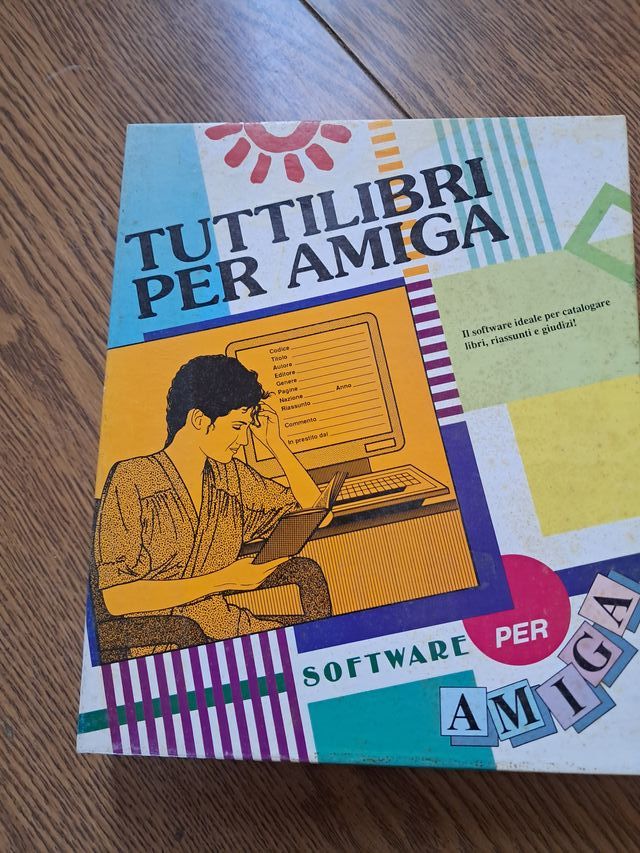 TUTTILIBRI
PER AMIGA
Il software ideale per catalogare
libri, riassunti e giudizi!
Codice
Titolo
Autore
Editore
Genere
Pagine Anno
Nazione
Riassunto
Commento
In prestito dal
SOFTWARE
PER
AMIGA